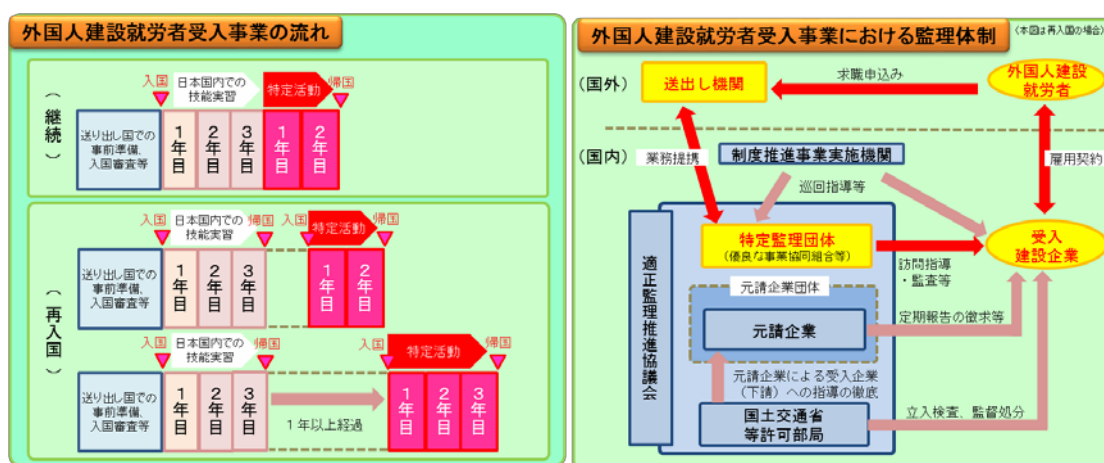 外国人建設就労者受入事業の流れ
(継続)
入国
日本国内での
技能実習
特定活動
帰国
送り出し国での
事前準備、
入国審査等
1年目
2年目
3年目
1年目
2年目
(再入国)
入国
日本国内での
技能実習
帰国
入国
特定活動
帰国
送り出し国での
事前準備、
入国審査等
1年目
2年目
3年目
1年目
2年目
入国
日本国内での
技能実習
帰国
入国
特定活動
帰国
送り出し国での
事前準備、
入国審査等
1年目
2年目
3年目
1年以上経過
1年目
2年目
3年目
外国人建設就労者受入事業における監理体制
(本図は再入国の場合)
(国外)
送出し機関
求職申込み
外国人建設
就労者
(国内)
業務提携
制度推進事業実施機関
雇用契約
巡回指導等
適正監理推進協議会
特定監理団体
(優良な事業協同組合等)
受入
建設企業
訪問指導
・監査等
元請企業団体
元請企業
定期報告の徴求等
元請企業による受入企業
(下請)への指導の徹底
国土交通省
等許可部局
立入検査、監督処分